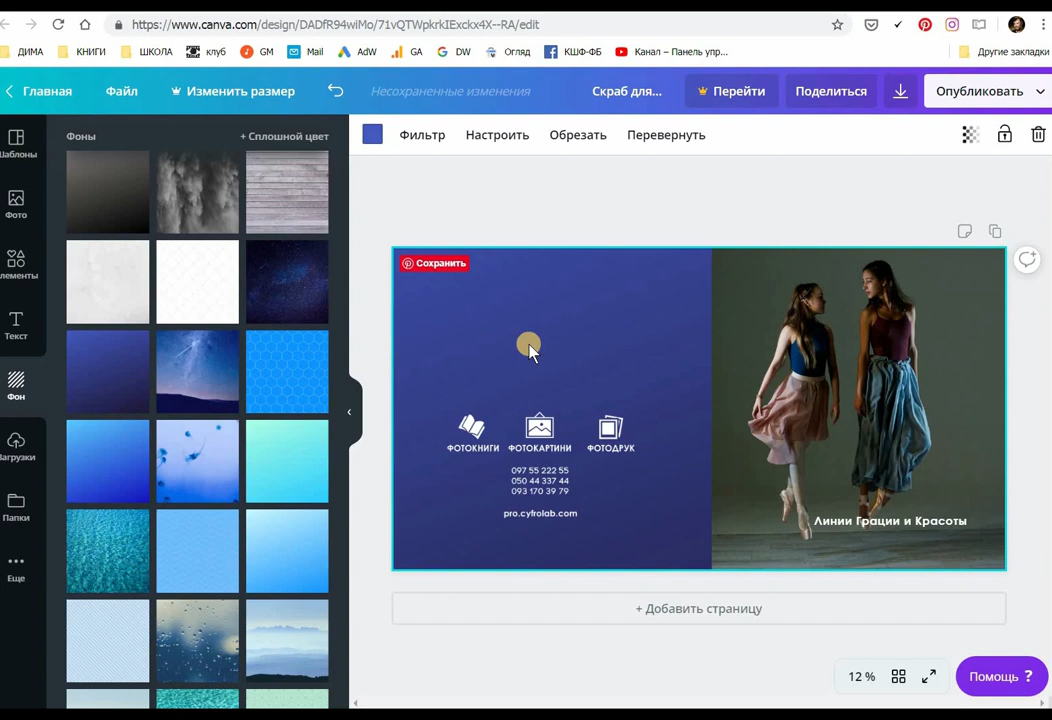 https://www.canva.com/design/DADfR94wiMo/71vQTWpkrkIExckx4X--RA/edit
ДИМА
КНИГИ
ШКОЛА
клуб
GM
Mail
AdW
GA
DW
Огляд
КШФ-ФБ
Канал – Панель упр...
Другие закладки
Главная
Файл
Изменить размер
Несохраненные изменения
Скраб для...
Перейти
Поделиться
Опубликовать
Шаблоны
Фото
лементы
Текст
Фон
Загрузки
Папки
Еще
Фоны
+ Сплошной цвет
Фильтр
Настроить
Обрезать
Перевернуть
Сохранить
ФОТОКНИГИ
ФОТОКАРТИНИ
ФОТОДРУК
097 55 222 55
050 44 337 44
093 170 39 79
pro.cyfrolab.com
Линии Грации и Красоты
+ Добавить страницу
12 %
Помощь ?